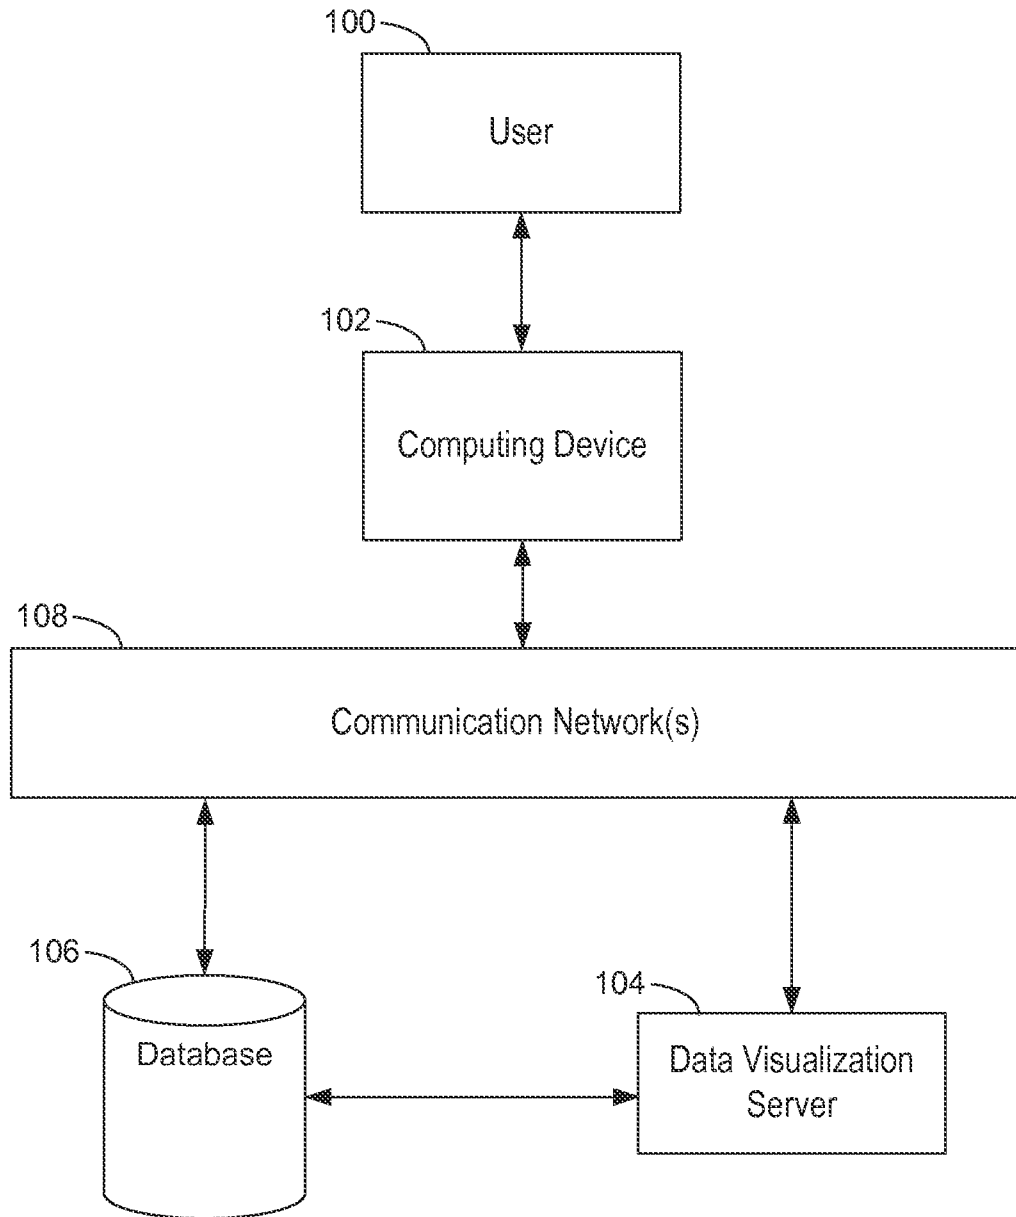 100
User
102
Computing Device
108
Communication Network(s)
106
Database
104
Data Visualization
Server